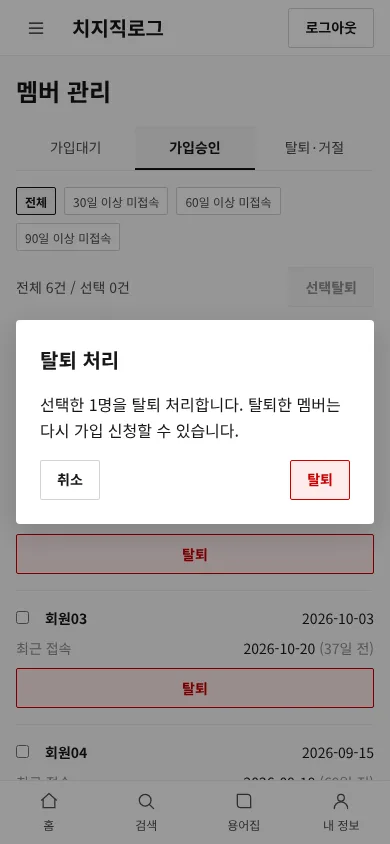 치지직로그
로그아웃
멤버 관리
가입대기
가입승인
탈퇴·거절
전체
30일 이상 미접속
60일 이상 미접속
90일 이상 미접속
전체 6건 / 선택 0건
선택탈퇴
탈퇴 처리
선택한 1명을 탈퇴 처리합니다. 탈퇴한 멤버는
다시 가입 신청할 수 있습니다.
취소
탈퇴
탈퇴
회원03 2026-10-03
최근 접속 2026-10-20 (37일 전)
탈퇴
회원04 2026-09-15
홈
검색
용어집
내 정보